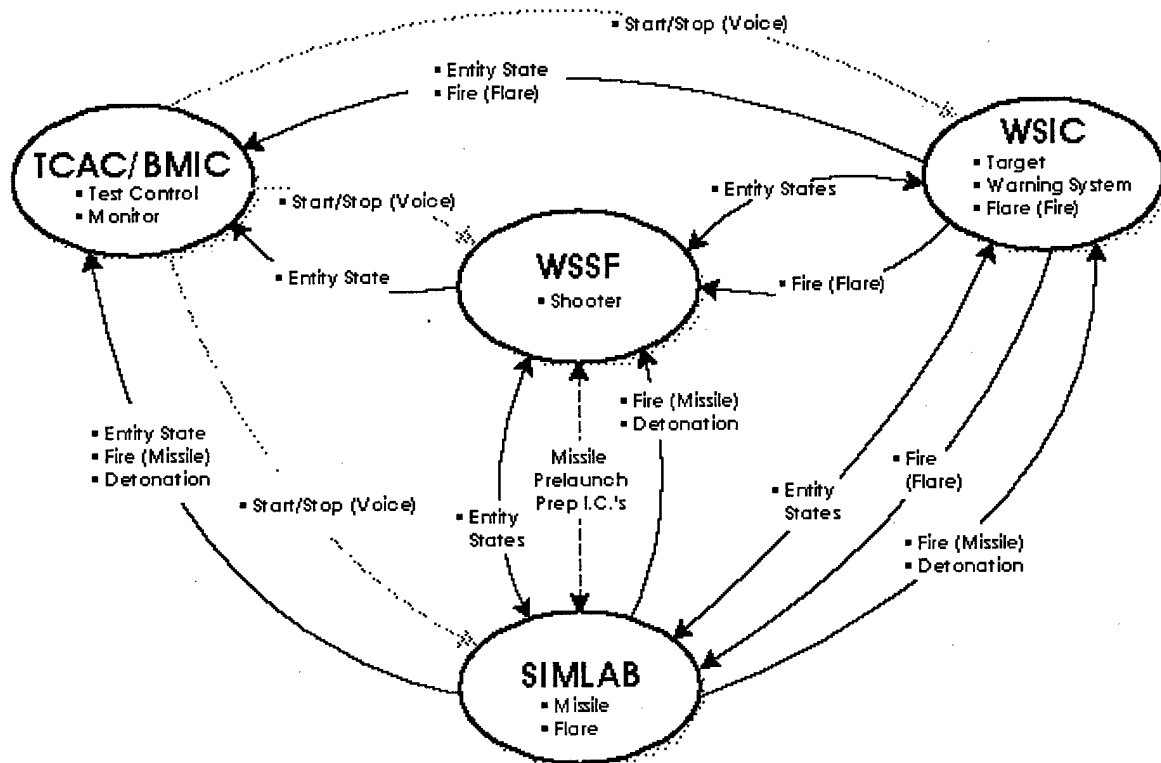 ▪ Start/Stop (Voice)
▪ Entity State
▪ Fire (Flare)
TCAC/BMIC
▪ Test Control
▪ Monitor
WSIC
▪ Target
▪ Warning System
▪ Flare (Fire)
▪ Start/Stop (Voice)
▪ Entity States
WSSF
▪ Shooter
▪ Entity State
▪ Fire (Flare)
▪ Entity State
▪ Fire (Missile)
▪ Detonation
▪ Start/Stop (Voice)
▪ Entity
States
Missile
Prelaunch
Prep I.C.'s
▪ Fire (Missile)
▪ Detonation
▪ Entity
States
▪ Fire
(Flare)
▪ Fire (Missile)
▪ Detonation
SIMLAB
▪ Missile
▪ Flare